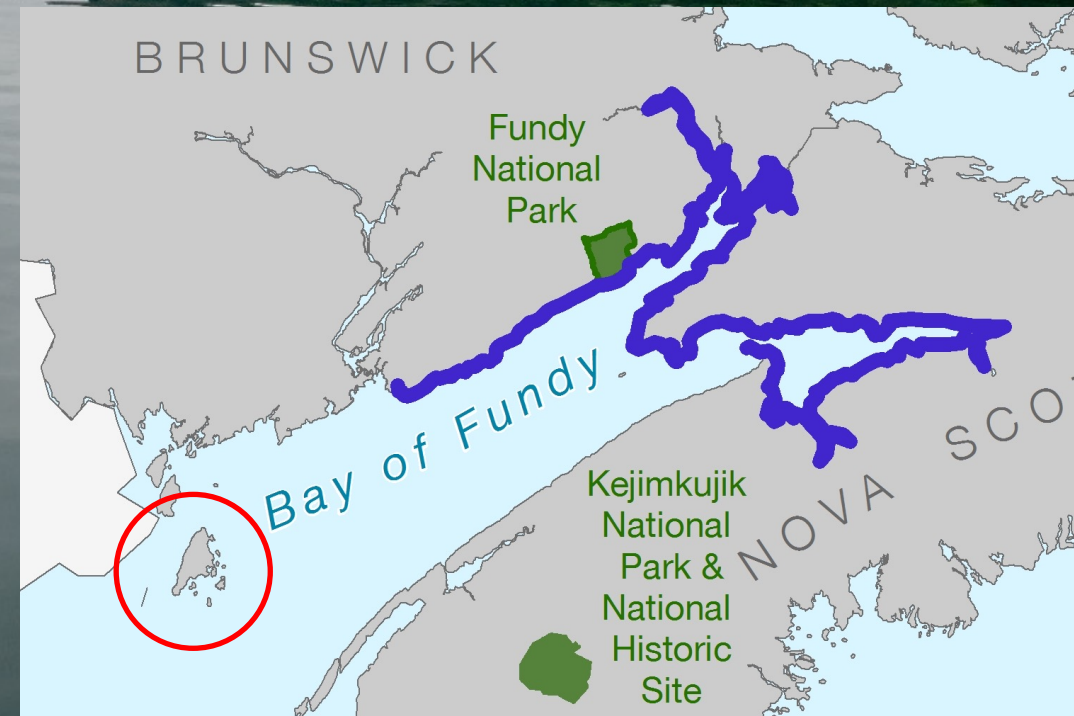 BRUNSWICK
Fundy
National
Park
Bay of Fundy
NOVA SCO
Kejimkujik
National
Park &
National
Historic
Site